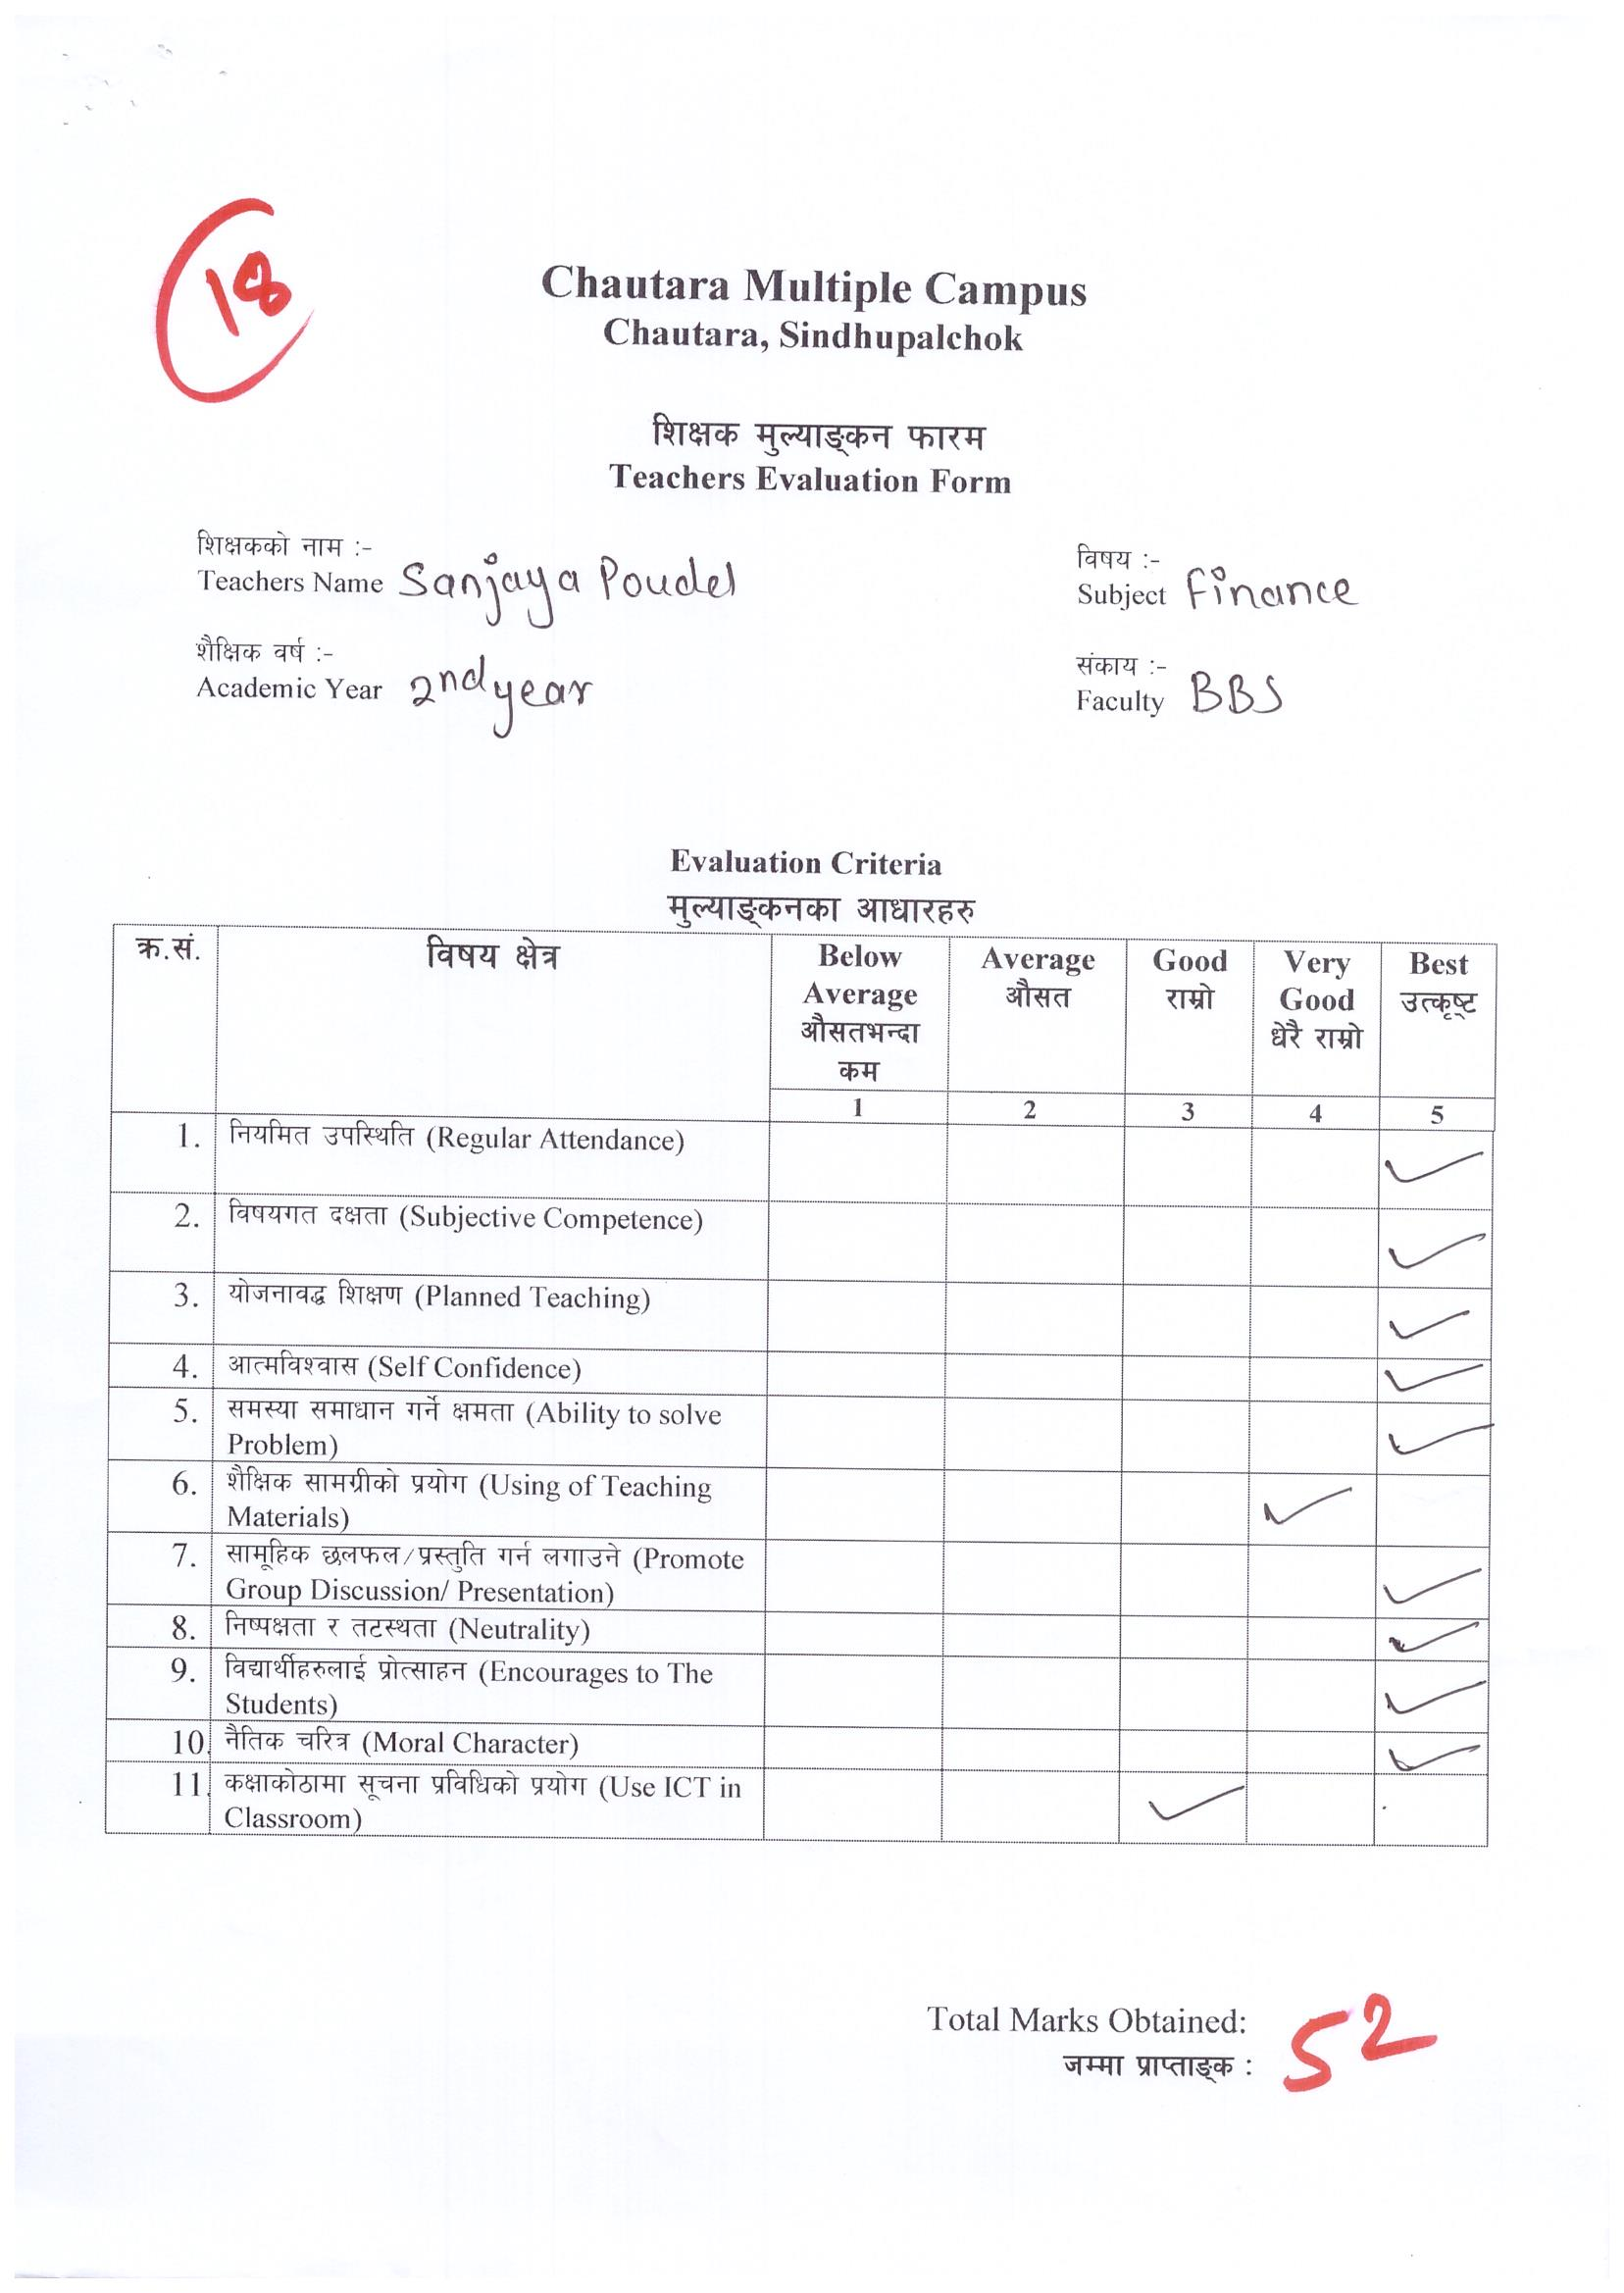 18
Chautara Multiple Campus
Chautara, Sindhupalchok
शिक्षक मुल्याङ्कन फारम
Teachers Evaluation Form
शिक्षकको नाम :-
Teachers Name Sanjaya Poudel
विषय :-
Subject Finance
शैक्षिक वर्ष :-
Academic Year 2nd year
संकाय :-
Faculty BBS
Evaluation Criteria
मुल्याङ्कनका आधारहरु
क्र.सं. विषय क्षेत्र Below Average Good Very Best
Average औसत राम्रो Good उत्कृष्ट
औसतभन्दा धेरै राम्रो
कम
1 2 3 4 5
1. नियमित उपस्थिति (Regular Attendance) ✓
2. विषयगत दक्षता (Subjective Competence) ✓
3. योजनावद्ध शिक्षण (Planned Teaching) ✓
4. आत्मविश्वास (Self Confidence) ✓
5. समस्या समाधान गर्ने क्षमता (Ability to solve
Problem) ✓
6. शैक्षिक सामग्रीको प्रयोग (Using of Teaching
Materials) ✓
7. सामूहिक छलफल/प्रस्तुति गर्न लगाउने (Promote
Group Discussion/ Presentation) ✓
8. निष्पक्षता र तटस्थता (Neutrality) ✓
9. विद्यार्थीहरुलाई प्रोत्साहन (Encourages to The
Students) ✓
10. नैतिक चरित्र (Moral Character) ✓
11. कक्षाकोठामा सूचना प्रविधिको प्रयोग (Use ICT in
Classroom) ✓
Total Marks Obtained: 52
जम्मा प्राप्ताङ्क :